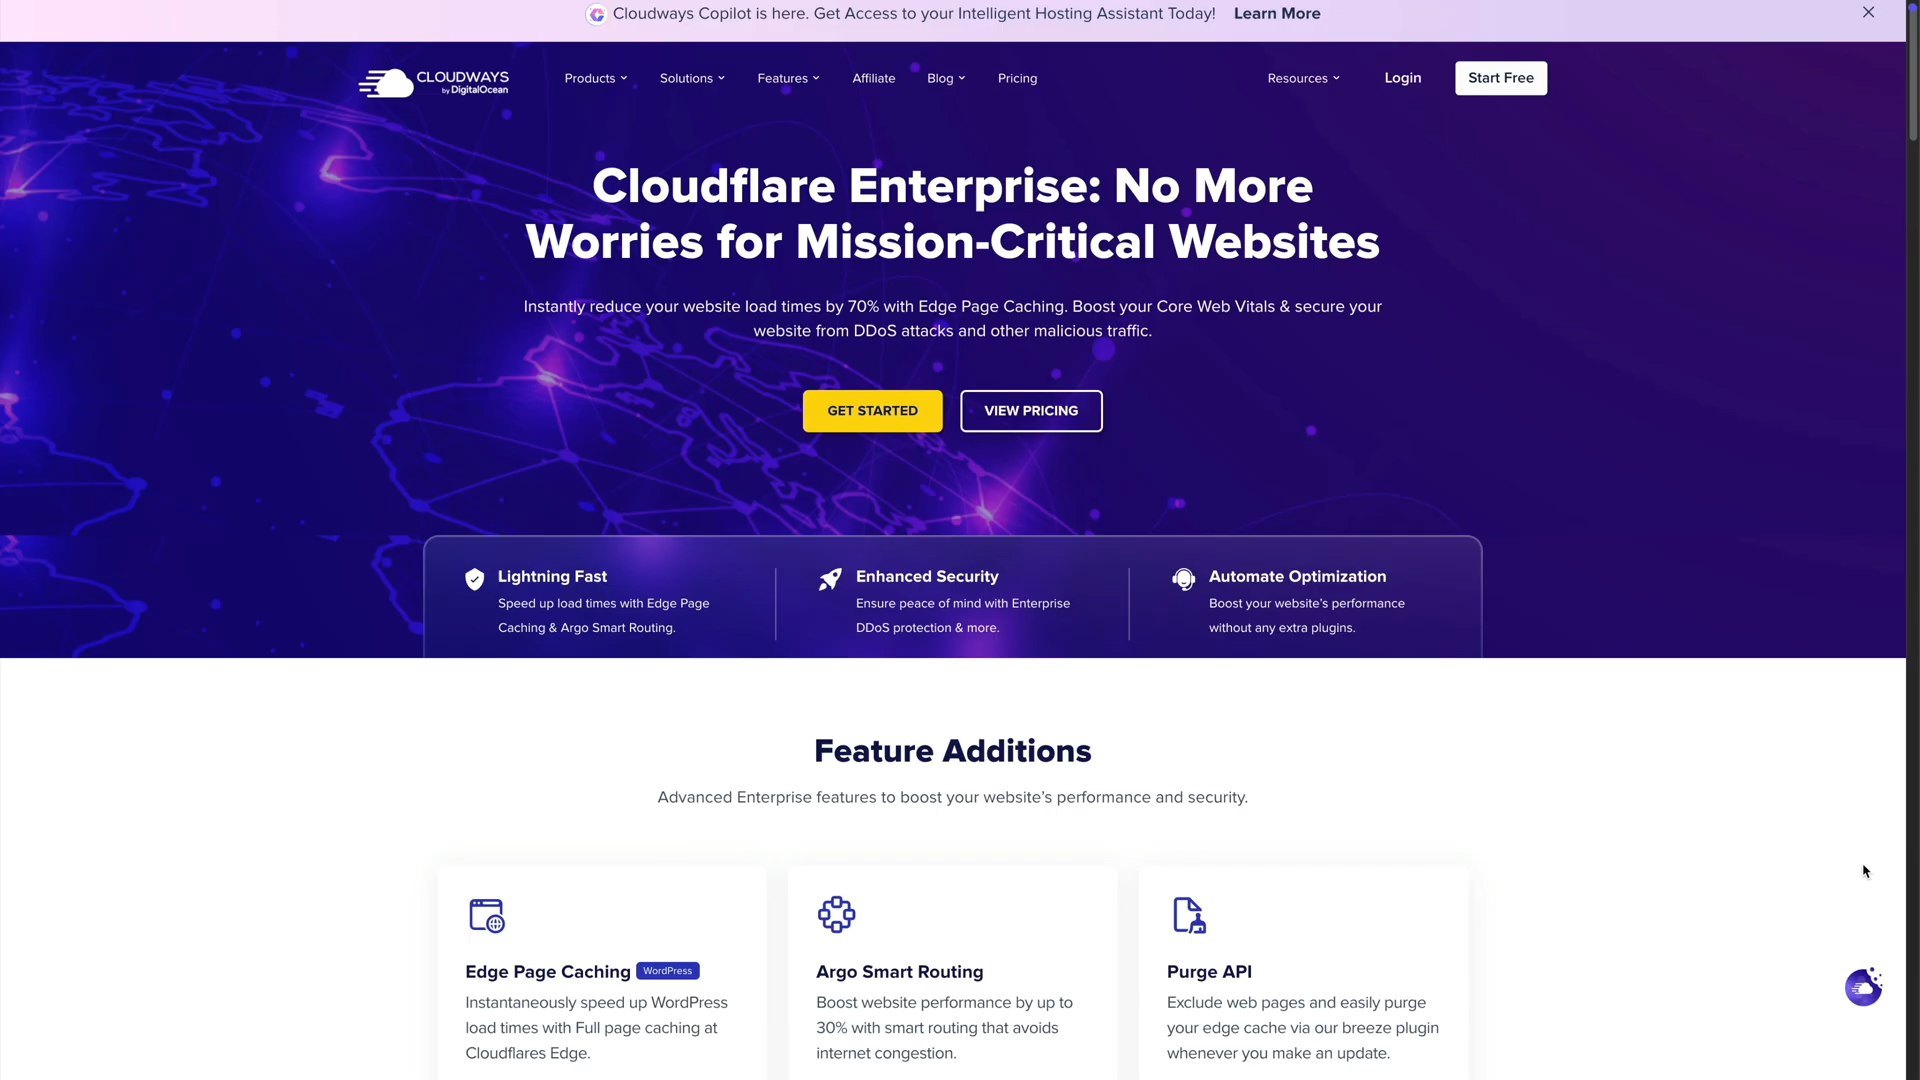 Cloudways Copilot is here. Get Access to your Intelligent Hosting Assistant Today! Learn More
CLOUDWAYS
by DigitalOcean
Products
Solutions
Features
Affiliate
Blog
Pricing
Resources
Login
Start Free
Cloudflare Enterprise: No More
Worries for Mission-Critical Websites
Instantly reduce your website load times by 70% with Edge Page Caching. Boost your Core Web Vitals & secure your
website from DDoS attacks and other malicious traffic.
GET STARTED
VIEW PRICING
Lightning Fast
Speed up load times with Edge Page
Caching & Argo Smart Routing.
Enhanced Security
Ensure peace of mind with Enterprise
DDoS protection & more.
Automate Optimization
Boost your website’s performance
without any extra plugins.
Feature Additions
Advanced Enterprise features to boost your website’s performance and security.
Edge Page Caching WordPress
Instantaneously speed up WordPress
load times with Full page caching at
Cloudflares Edge.
Argo Smart Routing
Boost website performance by up to
30% with smart routing that avoids
internet congestion.
Purge API
Exclude web pages and easily purge
your edge cache via our breeze plugin
whenever you make an update.